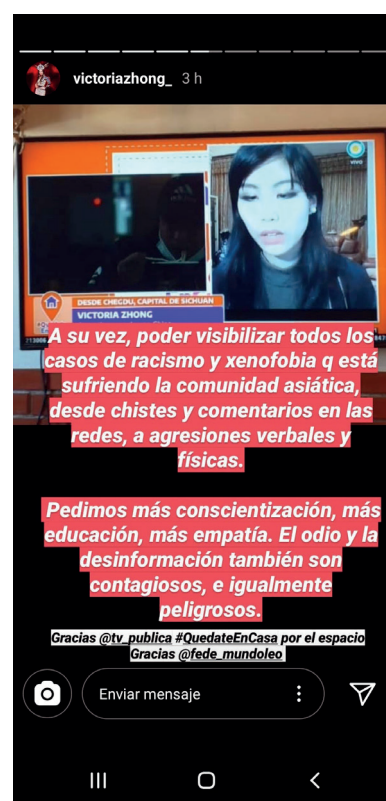 victoriazhong_ 3 h
VIVO
DESDE CHEGDU, CAPITAL DE SICHUAN
VICTORIA ZHONG
A su vez, poder visibilizar todos los
casos de racismo y xenofobia q está
sufriendo la comunidad asiática,
desde chistes y comentarios en las
redes, a agresiones verbales y
físicas.
Pedimos más conscientización, más
educación, más empatía. El odio y la
desinformación también son
contagiosos, e igualmente
peligrosos.
Gracias @tv_publica #QuedateEnCasa por el espacio
Gracias @fede_mundoleo
Enviar mensaje